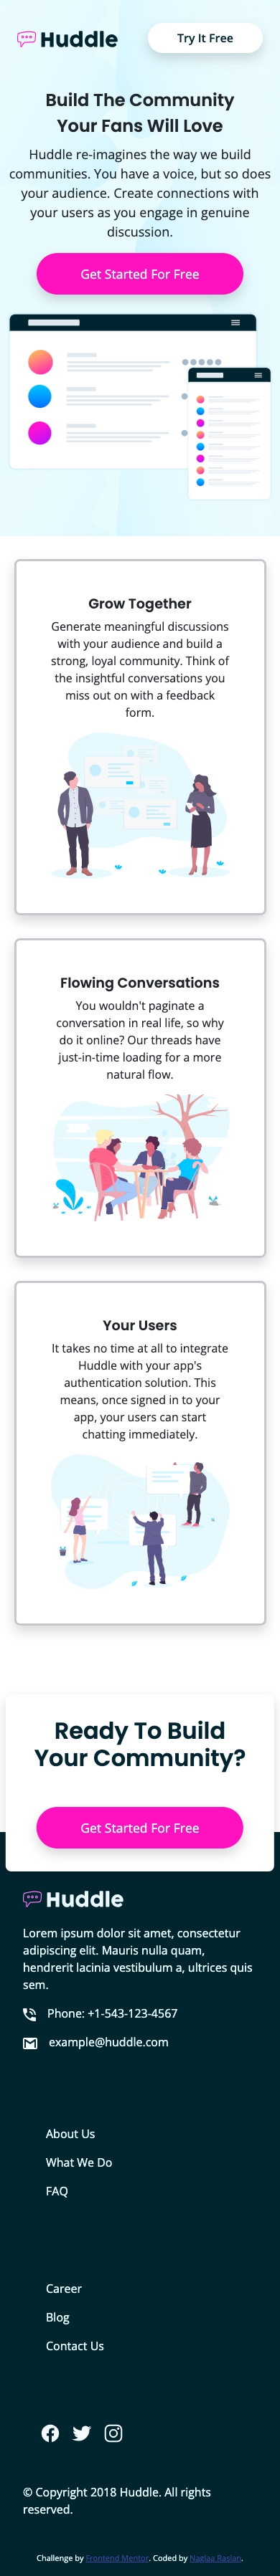 Huddle
Try It Free
Build The Community
Your Fans Will Love
Huddle re-imagines the way we build
communities. You have a voice, but so does
your audience. Create connections with
your users as you engage in genuine
discussion.
Get Started For Free
Grow Together
Generate meaningful discussions
with your audience and build a
strong, loyal community. Think of
the insightful conversations you
miss out on with a feedback
form.
Flowing Conversations
You wouldn't paginate a
conversation in real life, so why
do it online? Our threads have
just-in-time loading for a more
natural flow.
Your Users
It takes no time at all to integrate
Huddle with your app's
authentication solution. This
means, once signed in to your
app, your users can start
chatting immediately.
Ready To Build
Your Community?
Get Started For Free
Huddle
Lorem ipsum dolor sit amet, consectetur
adipiscing elit. Mauris nulla quam,
hendrerit lacinia vestibulum a, ultrices quis
sem.
Phone: +1-543-123-4567
example@huddle.com
About Us
What We Do
FAQ
Career
Blog
Contact Us
© Copyright 2018 Huddle. All rights
reserved.
Challenge by Frontend Mentor. Coded by Naglaa Raslan.